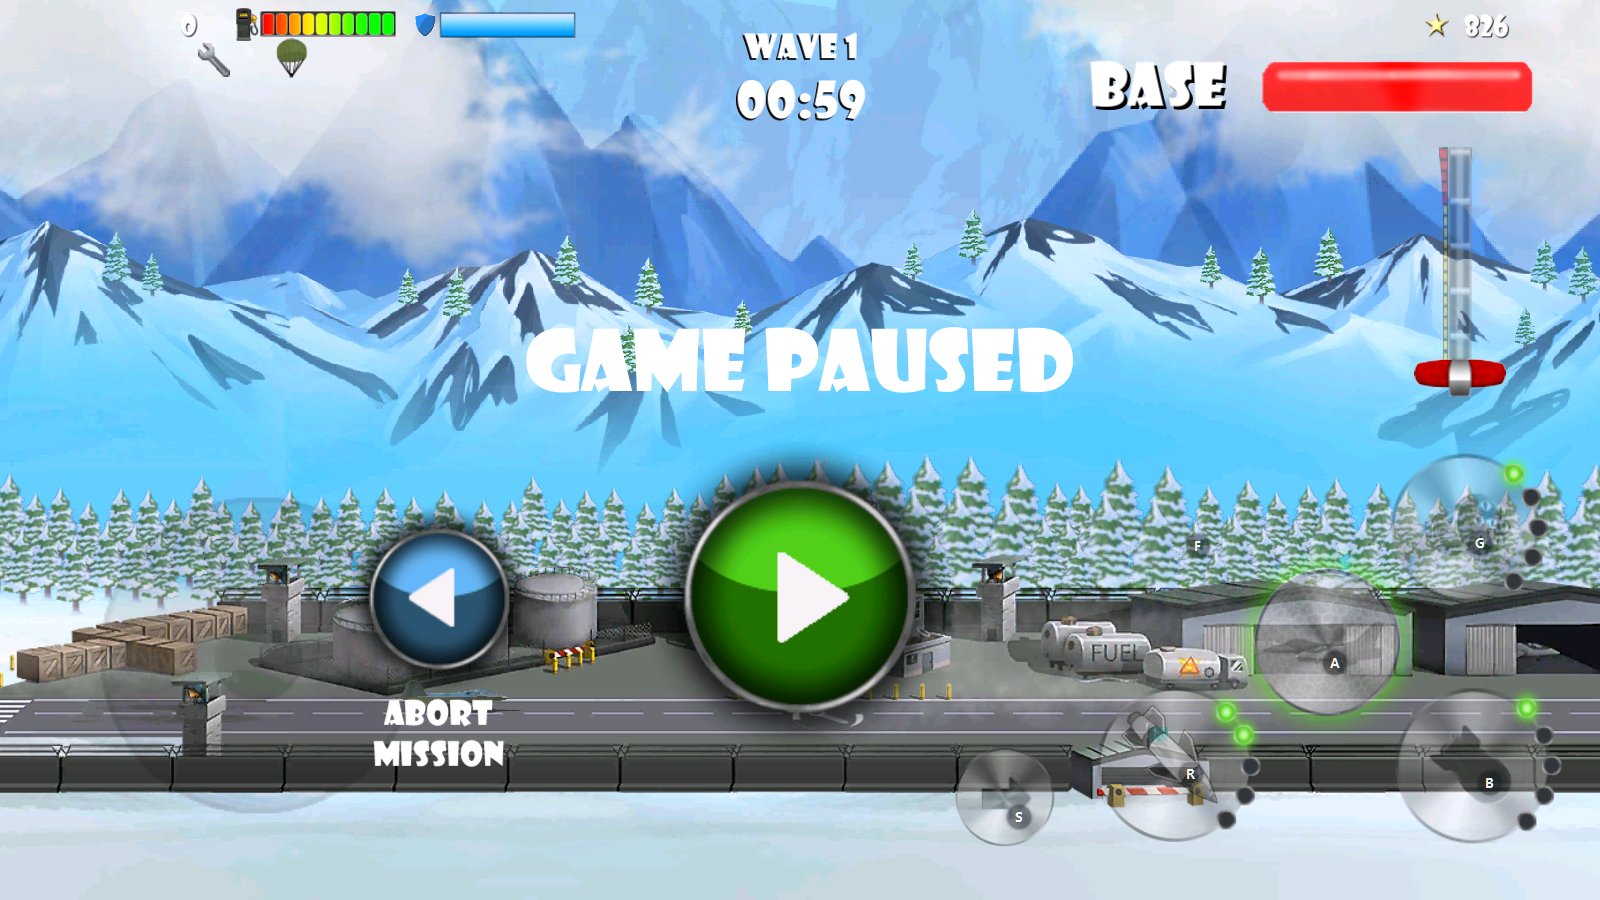 0
826
WAVE 1
00:59
BASE
GAME PAUSED
F
G
FUEL
A
ABORT
MISSION
R
B
S